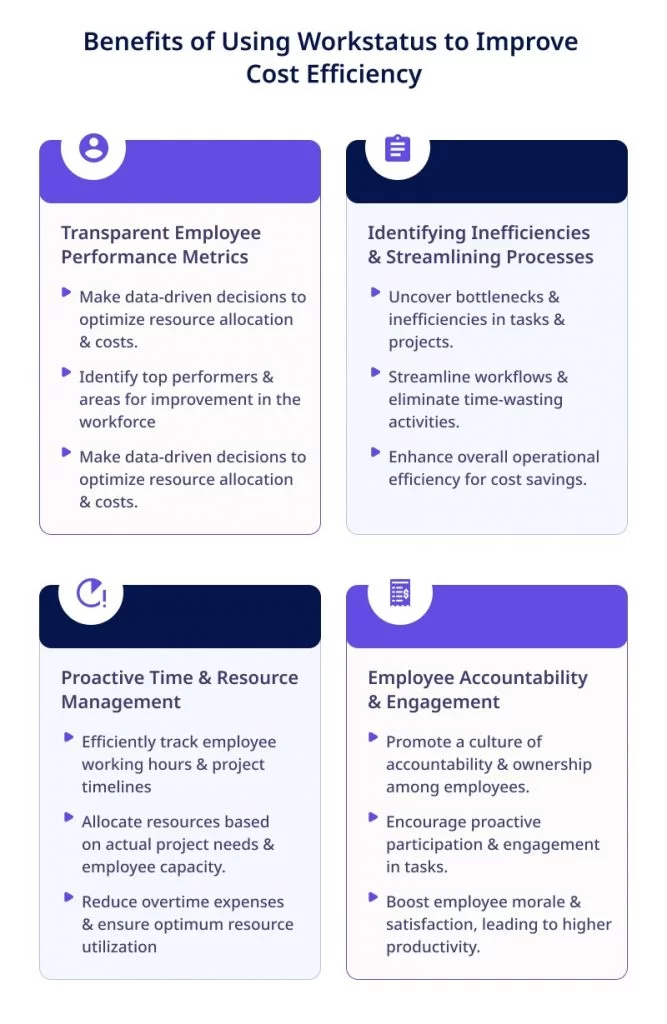 Benefits of Using Workstatus to Improve
Cost Efficiency
Transparent Employee
Performance Metrics
Make data-driven decisions to
optimize resource allocation
& costs.
Identify top performers &
areas for improvement in the
workforce
Make data-driven decisions to
optimize resource allocation
& costs.
Identifying Inefficiencies
& Streamlining Processes
Uncover bottlenecks &
inefficiencies in tasks &
projects.
Streamline workflows &
eliminate time-wasting
activities.
Enhance overall operational
efficiency for cost savings.
Proactive Time & Resource
Management
Efficiently track employee
working hours & project
timelines
Allocate resources based
on actual project needs &
employee capacity.
Reduce overtime expenses
& ensure optimum resource
utilization
Employee Accountability
& Engagement
Promote a culture of
accountability & ownership
among employees.
Encourage proactive
participation & engagement
in tasks.
Boost employee morale &
satisfaction, leading to higher
productivity.